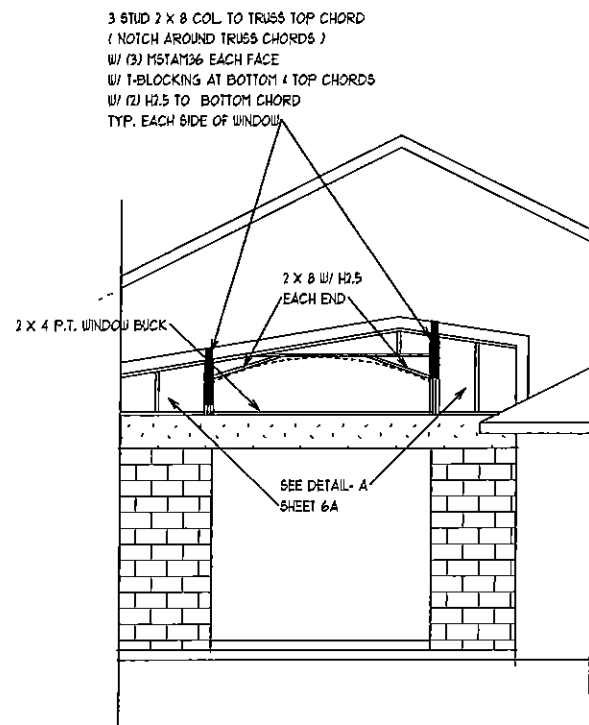 3 STUD 2 X 8 COL. TO TRUSS TOP CHORD
( NOTCH AROUND TRUSS CHORDS )
W/ (3) MSTAM36 EACH FACE
W/ T-BLOCKING AT BOTTOM & TOP CHORDS
W/ (2) H2.5 TO BOTTOM CHORD
TYP. EACH SIDE OF WINDOW
2 X 8 W/ H2.5
EACH END
2 X 4 P.T. WINDOW BUCK
SEE DETAIL- A
SHEET 6A